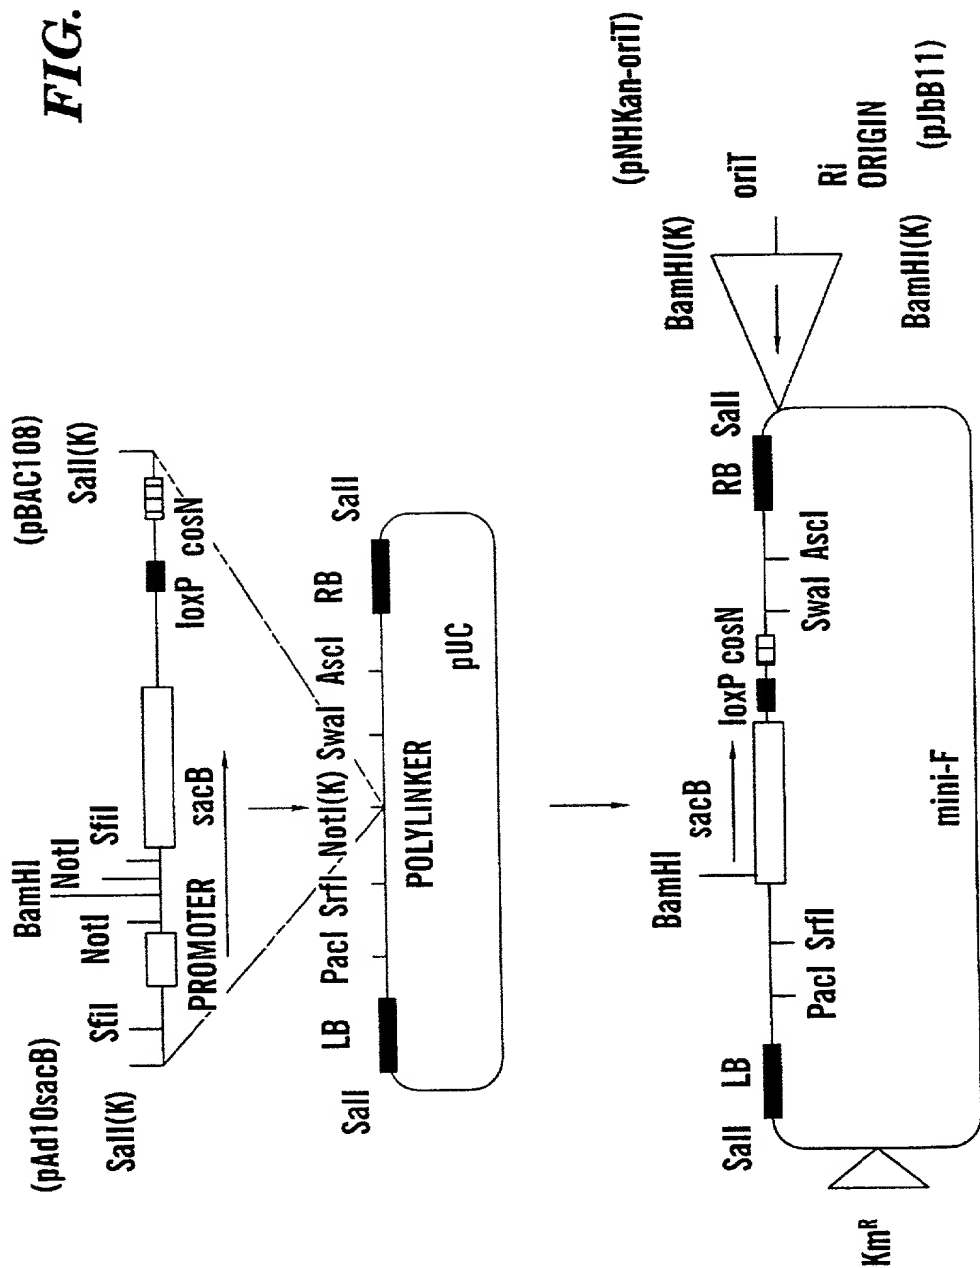 FIG.
(pAd10sacB)
(pBAC108)
SalI(K)
SfiI
NotI
BamHI
NotI
SfiI
PROMOTER
sacB
loxP
cosN
SalI(K)
SalI
LB
PacI
SrfI
NotI(K)
SwaI
AscI
RB
SalI
POLYLINKER
pUC
(pNHKan-oriT)
BamHI(K)
oriT
Ri
ORIGIN
BamHI(K)
(pJbB11)
SalI
LB
PacI
SrfI
BamHI
sacB
loxP
cosN
SwaI
AscI
RB
SalI
KmR
mini-F